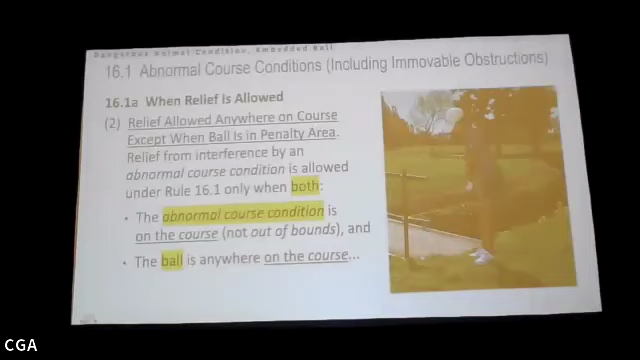 Dangerous Animal Condition, Embedded Ball
16.1 Abnormal Course Conditions (Including Immovable Obstructions)
16.1a When Relief Is Allowed
(2) Relief Allowed Anywhere on Course
Except When Ball Is in Penalty Area.
Relief from interference by an
abnormal course condition is allowed
under Rule 16.1 only when both:
• The abnormal course condition is
on the course (not out of bounds), and
• The ball is anywhere on the course...
CGA